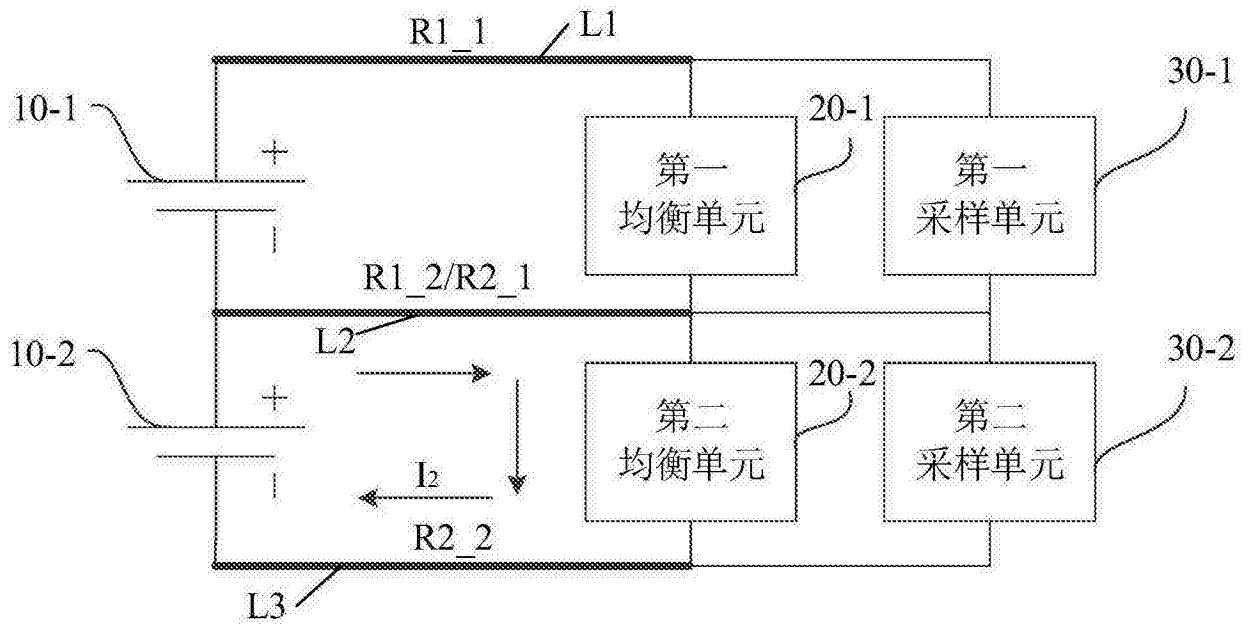 R1_1
L1
10-1
20-1
30-1
+
第一
均衡单元
第一
采样单元
−
R1_2/R2_1
L2
10-2
20-2
30-2
+
第二
均衡单元
第二
采样单元
−
I₂
R2_2
L3